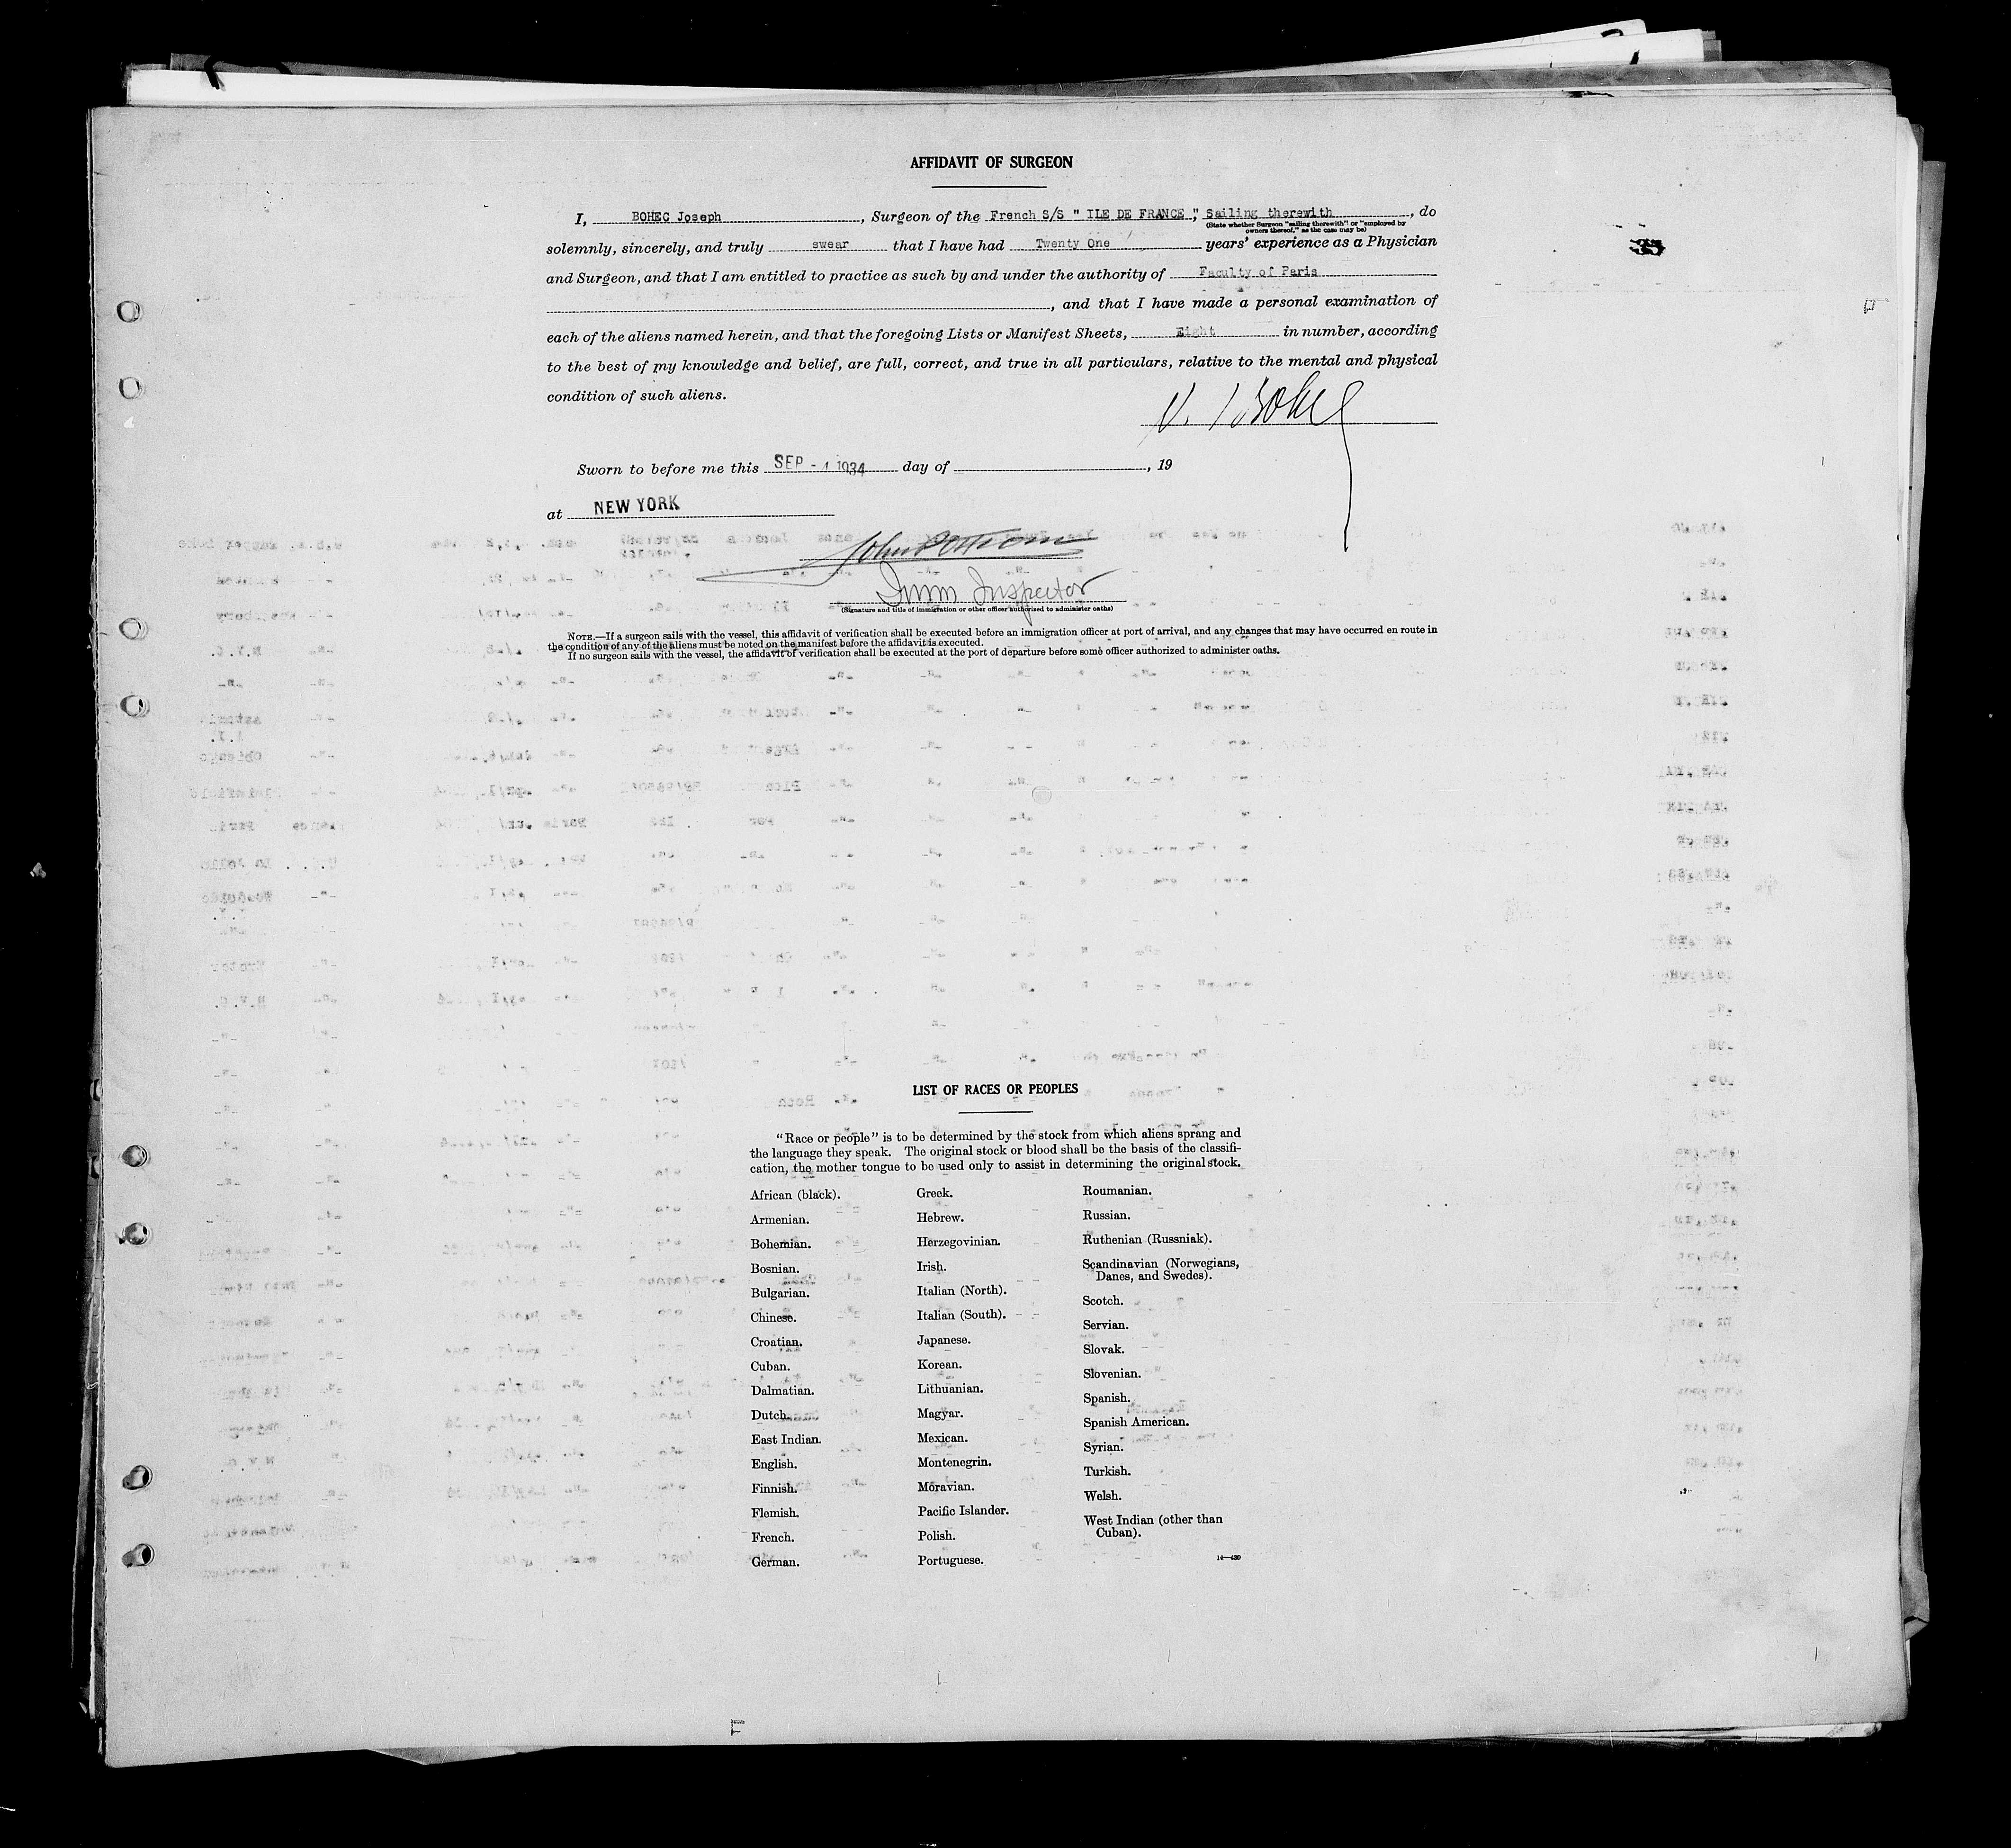 AFFIDAVIT OF SURGEON
I, BOHEC Joseph, Surgeon of the French S/S " ILE DE FRANCE ", Sailing therewith, do
(State whether Surgeon "sailing therewith" or "employed by
owners thereof," as the case may be)
solemnly, sincerely, and truly swear that I have had Twenty One years' experience as a Physician
and Surgeon, and that I am entitled to practice as such by and under the authority of Faculty of Paris
, and that I have made a personal examination of
each of the aliens named herein, and that the foregoing Lists or Manifest Sheets, Eight in number, according
to the best of my knowledge and belief, are full, correct, and true in all particulars, relative to the mental and physical
condition of such aliens.
Sworn to before me this SEP - 4 1934 day of , 19
at NEW YORK
Imm Inspector
(Signature and title of immigration or other officer authorized to administer oaths)
NOTE.—If a surgeon sails with the vessel, this affidavit of verification shall be executed before an immigration officer at port of arrival, and any changes that may have occurred en route in
the condition of any of the aliens must be noted on the manifest before the affidavit is executed.
If no surgeon sails with the vessel, the affidavit of verification shall be executed at the port of departure before some officer authorized to administer oaths.
LIST OF RACES OR PEOPLES
"Race or people" is to be determined by the stock from which aliens sprang and
the language they speak. The original stock or blood shall be the basis of the classifi-
cation, the mother tongue to be used only to assist in determining the original stock.
African (black).
Armenian.
Bohemian.
Bosnian.
Bulgarian.
Chinese.
Croatian.
Cuban.
Dalmatian.
Dutch.
East Indian.
English.
Finnish.
Flemish.
French.
German.
Greek.
Hebrew.
Herzegovinian.
Irish.
Italian (North).
Italian (South).
Japanese.
Korean.
Lithuanian.
Magyar.
Mexican.
Montenegrin.
Moravian.
Pacific Islander.
Polish.
Portuguese.
Roumanian.
Russian.
Ruthenian (Russniak).
Scandinavian (Norwegians,
Danes, and Swedes).
Scotch.
Servian.
Slovak.
Slovenian.
Spanish.
Spanish American.
Syrian.
Turkish.
Welsh.
West Indian (other than
Cuban).
14—430